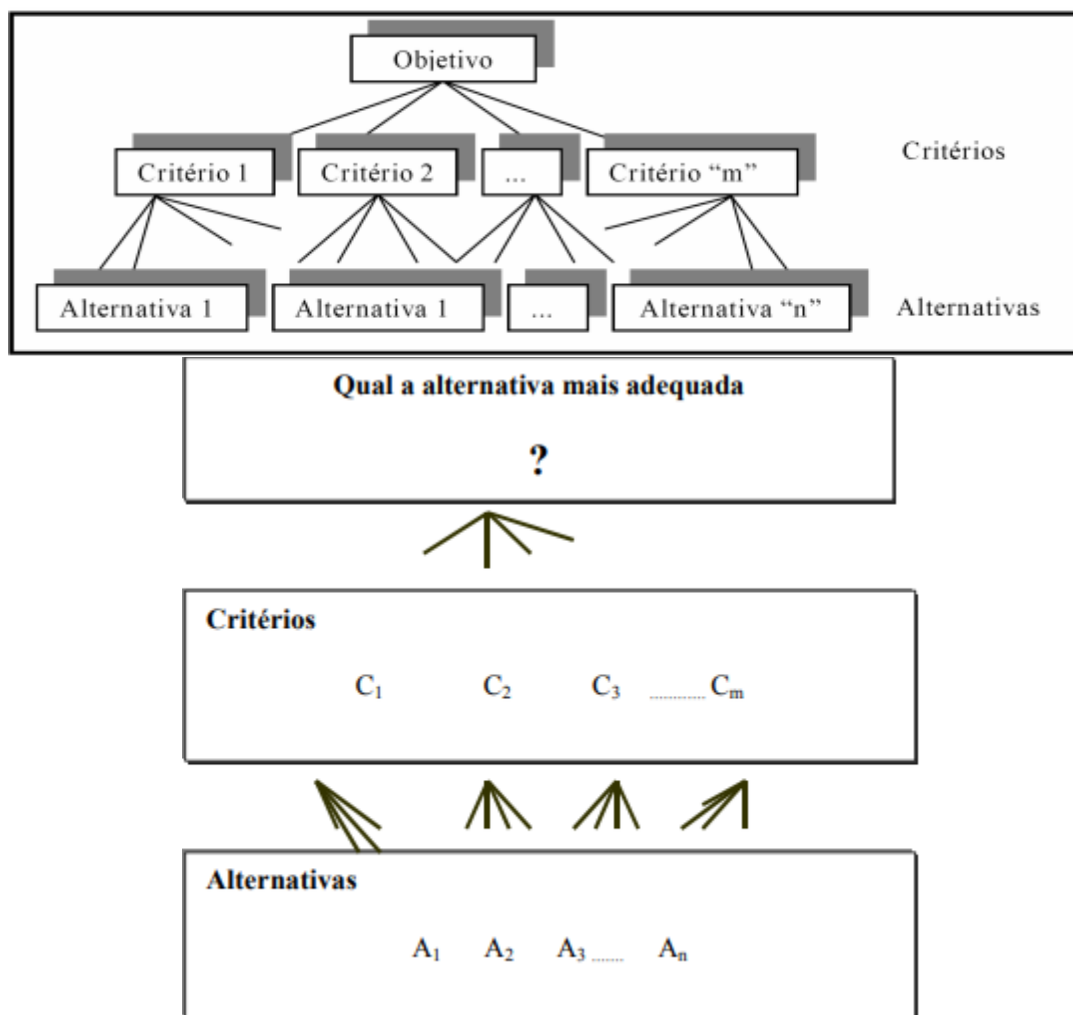 Objetivo
Critério 1 Critério 2 ... Critério “m” Critérios
Alternativa 1 Alternativa 1 ... Alternativa “n” Alternativas
Qual a alternativa mais adequada
?
Critérios
C₁ C₂ C₃ ............ Cₘ
Alternativas
A₁ A₂ A₃ ....... Aₙ